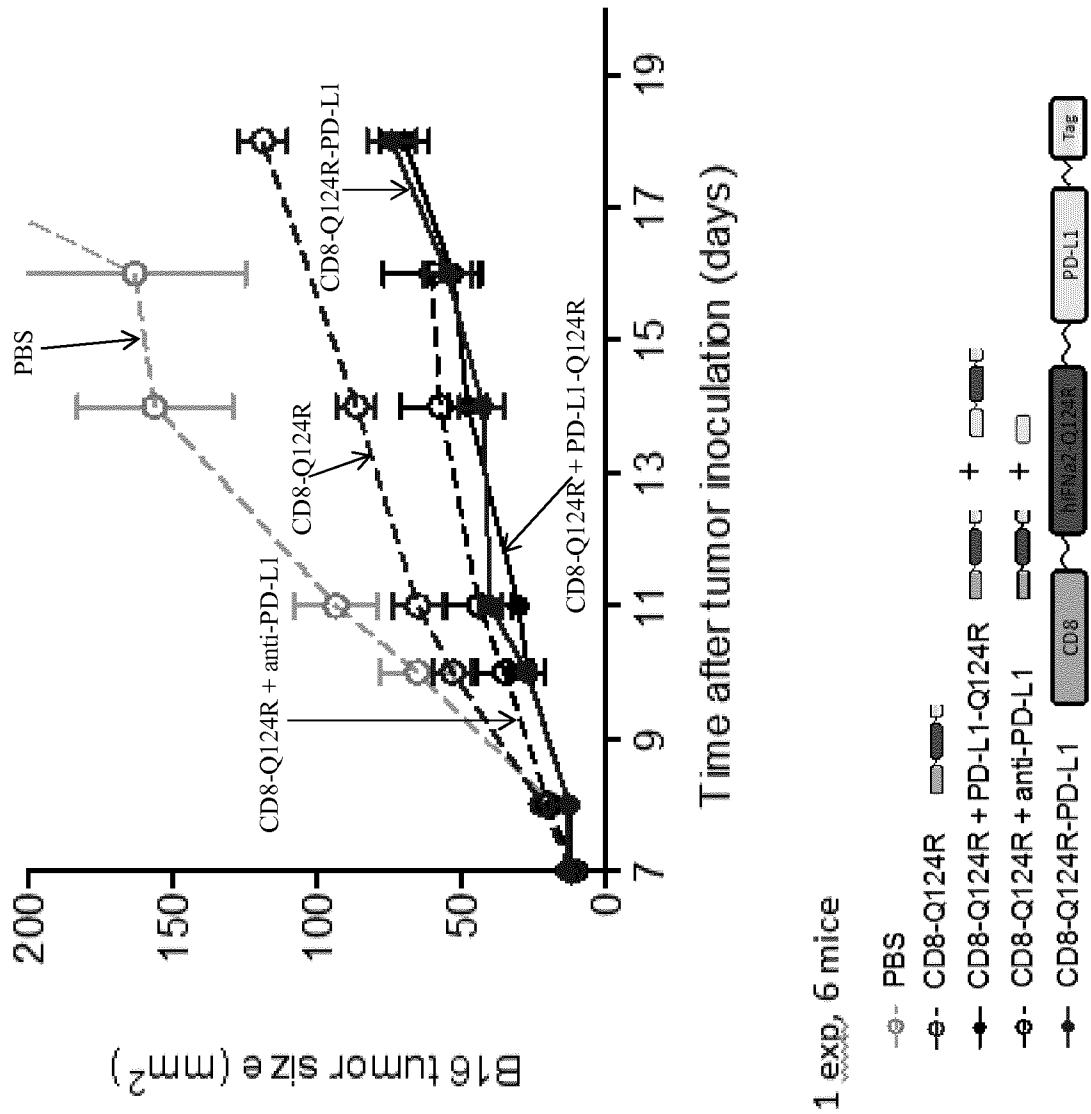 B16 tumor size (mm2)
200
150
100
50
0
7
9
11
13
15
17
19
Time after tumor inoculation (days)
PBS
CD8-Q124R
CD8-Q124R + anti-PD-L1
CD8-Q124R-PD-L1
CD8-Q124R + PD-L1-Q124R
1 exp, 6 mice
PBS
CD8-Q124R
CD8-Q124R + PD-L1-Q124R +
CD8-Q124R + anti-PD-L1 +
CD8-Q124R-PD-L1
CD8
hIFNa2 Q124R
PD-L1
Tag